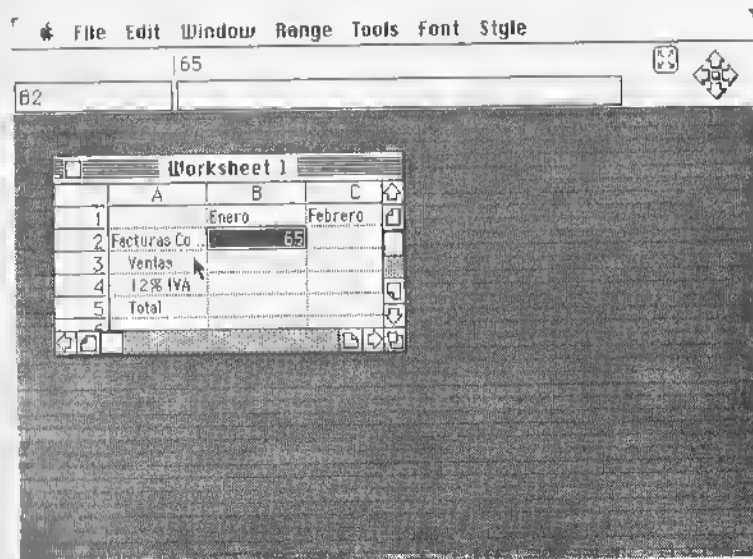 File Edit Window Range Tools Font Style
65
B2
Worksheet 1
A B C
1 Enero Febrero
2 Facturas Co... 65
3 Ventas
4 12% IVA
5 Total
6